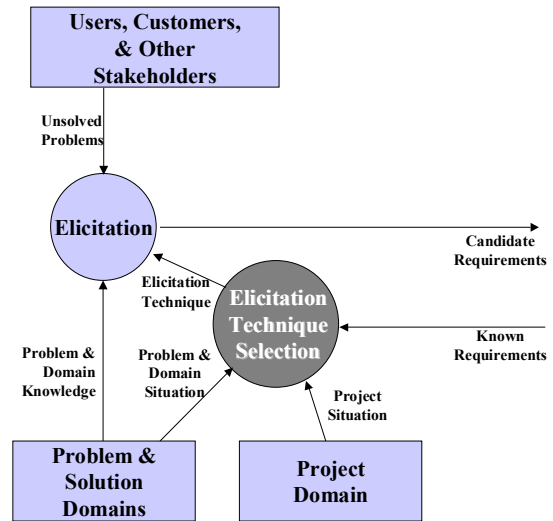 Users, Customers,
& Other
Stakeholders
Unsolved
Problems
Elicitation
Candidate
Requirements
Elicitation
Technique
Elicitation
Technique
Selection
Known
Requirements
Problem &
Domain
Knowledge
Problem &
Domain
Situation
Project
Situation
Problem &
Solution
Domains
Project
Domain